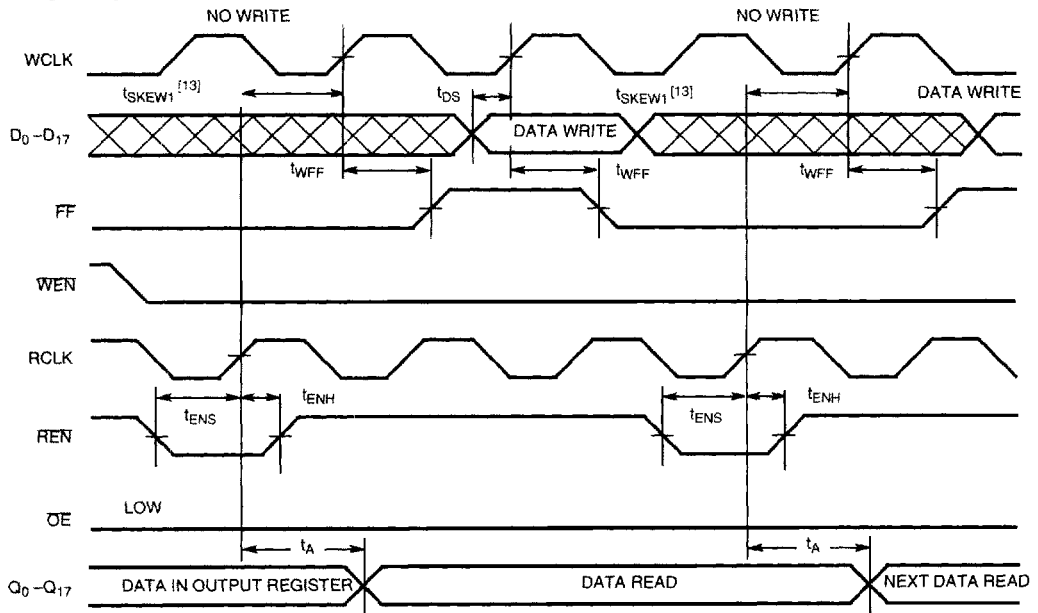 NO WRITE NO WRITE
WCLK
tSKEW1 [13] tDS tSKEW1 [13] DATA WRITE
D0–D17 DATA WRITE
tWFF tWFF tWFF
FF
WEN
RCLK
tENS tENH tENS tENH
REN
LOW
OE
tA tA
Q0–Q17 DATA IN OUTPUT REGISTER DATA READ NEXT DATA READ